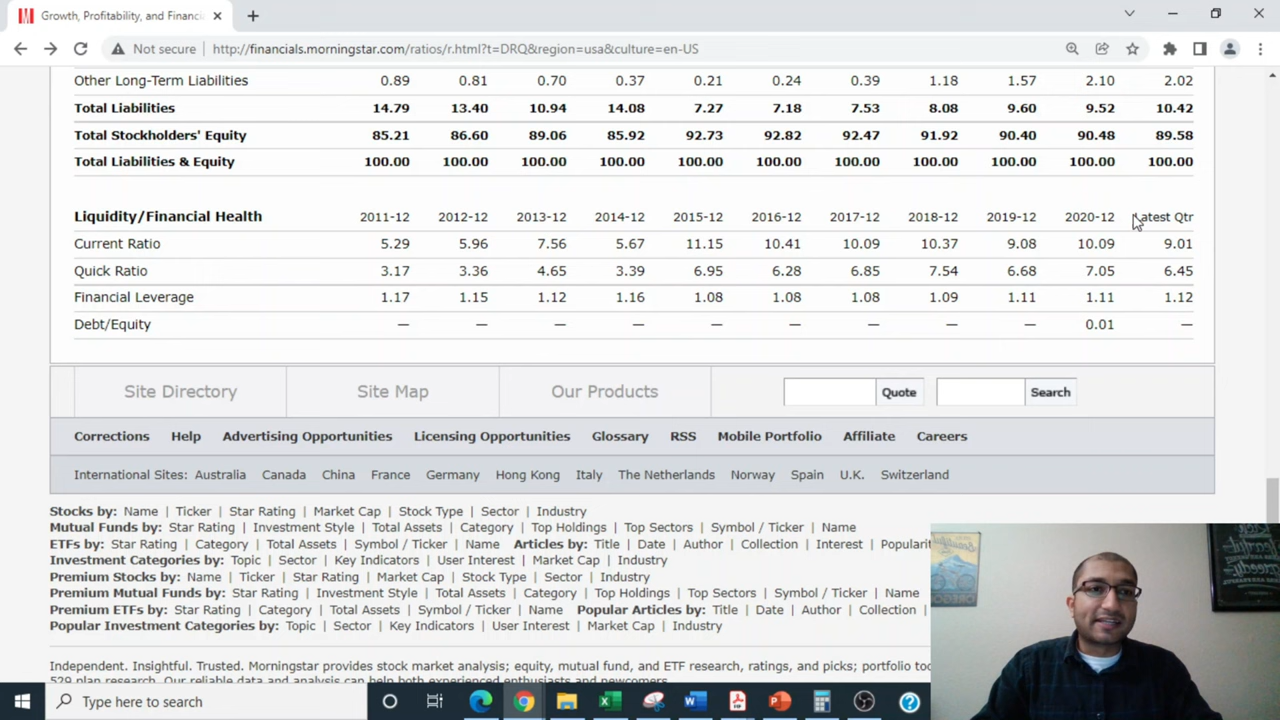 Growth, Profitability, and Financi
Not secure | http://financials.morningstar.com/ratios/r.html?t=DRQ&region=usa&culture=en-US
Other Long-Term Liabilities 0.89 0.81 0.70 0.37 0.21 0.24 0.39 1.18 1.57 2.10 2.02
Total Liabilities 14.79 13.40 10.94 14.08 7.27 7.18 7.53 8.08 9.60 9.52 10.42
Total Stockholders' Equity 85.21 86.60 89.06 85.92 92.73 92.82 92.47 91.92 90.40 90.48 89.58
Total Liabilities & Equity 100.00 100.00 100.00 100.00 100.00 100.00 100.00 100.00 100.00 100.00 100.00
Liquidity/Financial Health 2011-12 2012-12 2013-12 2014-12 2015-12 2016-12 2017-12 2018-12 2019-12 2020-12 Latest Qtr
Current Ratio 5.29 5.96 7.56 5.67 11.15 10.41 10.09 10.37 9.08 10.09 9.01
Quick Ratio 3.17 3.36 4.65 3.39 6.95 6.28 6.85 7.54 6.68 7.05 6.45
Financial Leverage 1.17 1.15 1.12 1.16 1.08 1.08 1.08 1.09 1.11 1.11 1.12
Debt/Equity — — — — — — — — — 0.01 —
Site Directory Site Map Our Products Quote Search
Corrections Help Advertising Opportunities Licensing Opportunities Glossary RSS Mobile Portfolio Affiliate Careers
International Sites: Australia Canada China France Germany Hong Kong Italy The Netherlands Norway Spain U.K. Switzerland
Stocks by: Name | Ticker | Star Rating | Market Cap | Stock Type | Sector | Industry
Mutual Funds by: Star Rating | Investment Style | Total Assets | Category | Top Holdings | Top Sectors | Symbol / Ticker | Name
ETFs by: Star Rating | Category | Total Assets | Symbol / Ticker | Name | Articles by: Title | Date | Author | Collection | Interest | Popularit
Investment Categories by: Topic | Sector | Key Indicators | User Interest | Market Cap | Industry
Premium Stocks by: Name | Ticker | Star Rating | Market Cap | Stock Type | Sector | Industry
Premium Mutual Funds by: Star Rating | Investment Style | Total Assets | Category | Top Holdings | Top Sectors | Symbol / Ticker | Name
Premium ETFs by: Star Rating | Category | Total Assets | Symbol / Ticker | Name Popular Articles by: Title | Date | Author | Collection |
Popular Investment Categories by: Topic | Sector | Key Indicators | User Interest | Market Cap | Industry
Independent. Insightful. Trusted. Morningstar provides stock market analysis; equity, mutual fund, and ETF research, ratings, and picks; portfolio too
529 plan research. Our reliable data and analysis can help both experienced enthusiasts and newcomers.
Type here to search